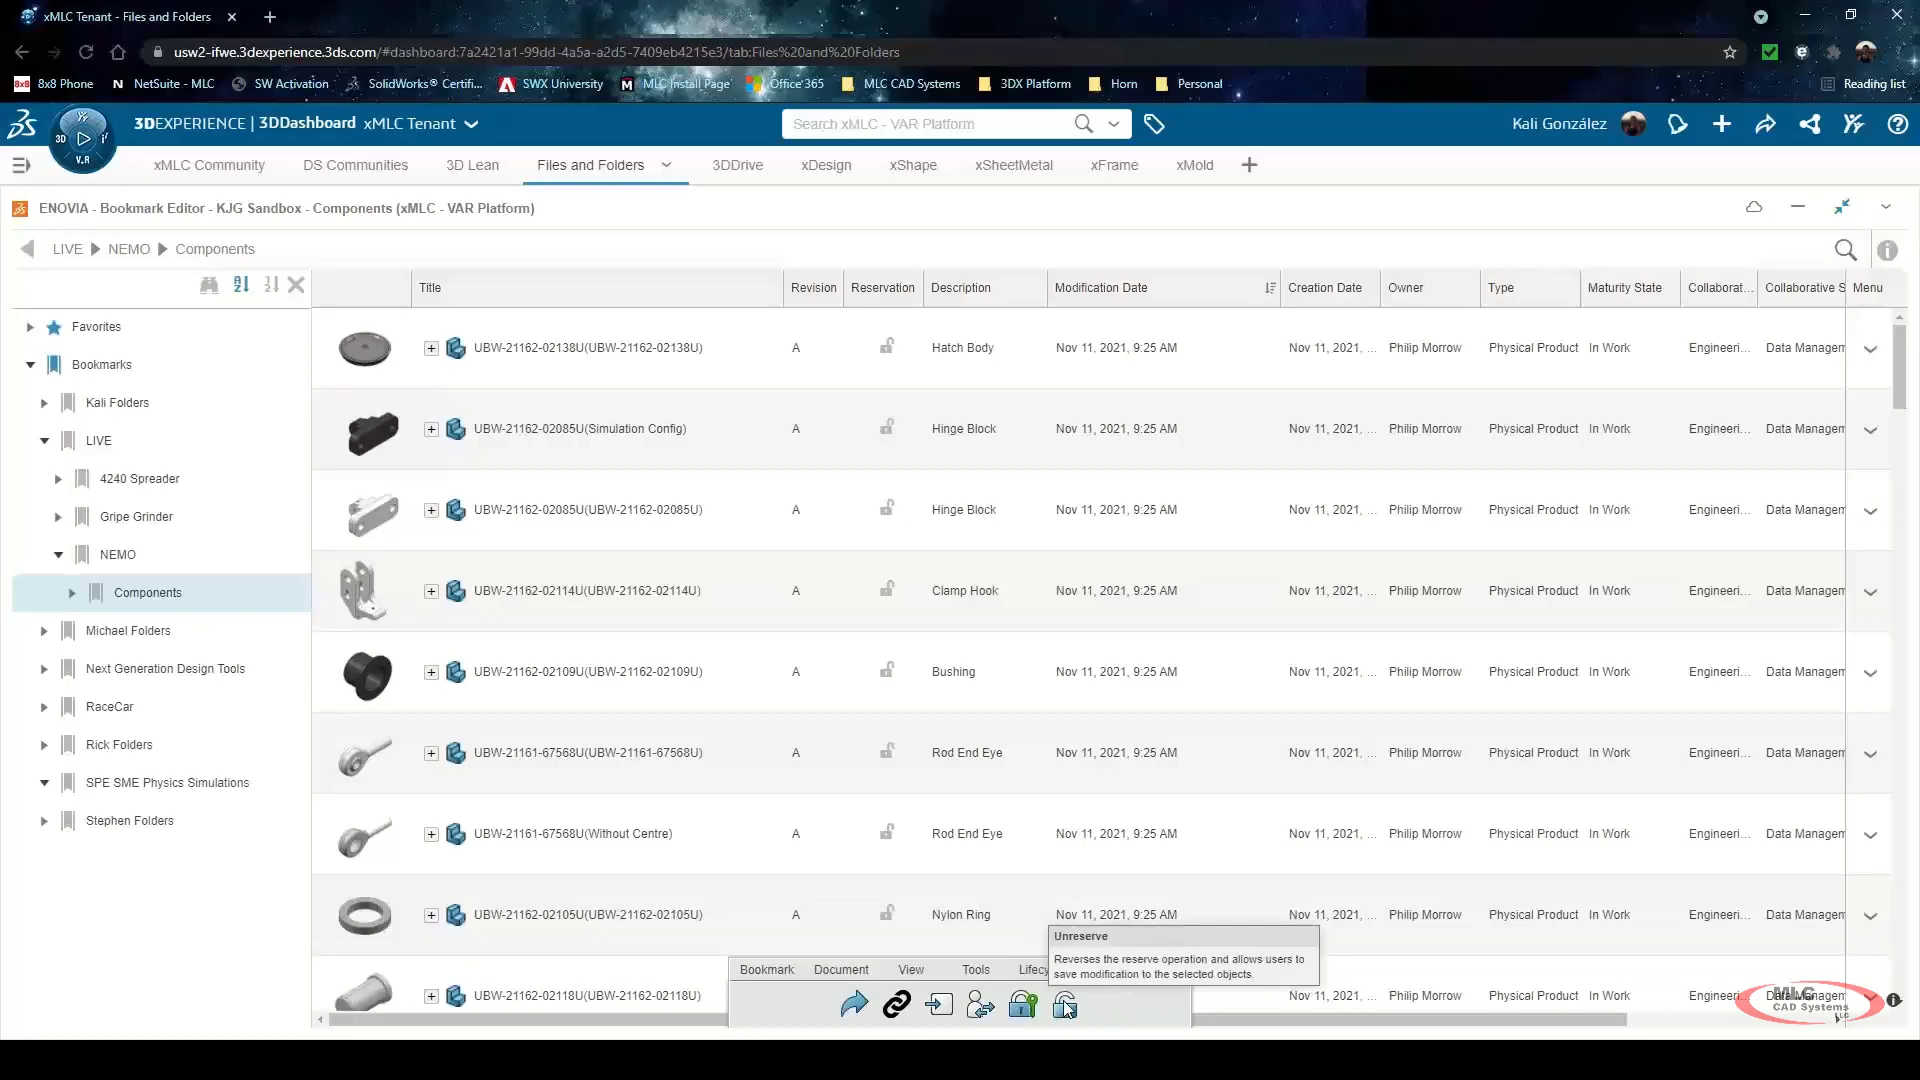 xMLC Tenant - Files and Folders
usw2-ifwe.3dexperience.3ds.com/#dashboard:7a2421a1-99dd-4a5a-a2d5-7409eb4215e3/tab:Files%20and%20Folders
8x8 8x8 Phone N NetSuite - MLC SW Activation SolidWorks® Certifi... SWX University M MLC Install Page Office 365 MLC CAD Systems 3DX Platform Horn Personal Reading list
3D V.R 3DEXPERIENCE | 3DDashboard xMLC Tenant Search xMLC - VAR Platform Kali González
xMLC Community DS Communities 3D Lean Files and Folders 3DDrive xDesign xShape xSheetMetal xFrame xMold
ENOVIA - Bookmark Editor - KJG Sandbox - Components (xMLC - VAR Platform)
LIVE NEMO Components
Title Revision Reservation Description Modification Date Creation Date Owner Type Maturity State Collaborat... Collaborative S Menu
Favorites
Bookmarks
Kali Folders
LIVE
4240 Spreader
Gripe Grinder
NEMO
Components
Michael Folders
Next Generation Design Tools
RaceCar
Rick Folders
SPE SME Physics Simulations
Stephen Folders
UBW-21162-02138U(UBW-21162-02138U) A Hatch Body Nov 11, 2021, 9:25 AM Nov 11, 2021, ... Philip Morrow Physical Product In Work Engineeri... Data Managem
UBW-21162-02085U(Simulation Config) A Hinge Block Nov 11, 2021, 9:25 AM Nov 11, 2021, ... Philip Morrow Physical Product In Work Engineeri... Data Managem
UBW-21162-02085U(UBW-21162-02085U) A Hinge Block Nov 11, 2021, 9:25 AM Nov 11, 2021, ... Philip Morrow Physical Product In Work Engineeri... Data Managem
UBW-21162-02114U(UBW-21162-02114U) A Clamp Hook Nov 11, 2021, 9:25 AM Nov 11, 2021, ... Philip Morrow Physical Product In Work Engineeri... Data Managem
UBW-21162-02109U(UBW-21162-02109U) A Bushing Nov 11, 2021, 9:25 AM Nov 11, 2021, ... Philip Morrow Physical Product In Work Engineeri... Data Managem
UBW-21161-67568U(UBW-21161-67568U) A Rod End Eye Nov 11, 2021, 9:25 AM Nov 11, 2021, ... Philip Morrow Physical Product In Work Engineeri... Data Managem
UBW-21161-67568U(Without Centre) A Rod End Eye Nov 11, 2021, 9:25 AM Nov 11, 2021, ... Philip Morrow Physical Product In Work Engineeri... Data Managem
UBW-21162-02105U(UBW-21162-02105U) A Nylon Ring Nov 11, 2021, 9:25 AM Nov 11, 2021, ... Philip Morrow Physical Product In Work Engineeri... Data Managem
Unreserve
Reverses the reserve operation and allows users to
save modification to the selected objects.
Bookmark Document View Tools Lifecy
UBW-21162-02118U(UBW-21162-02118U) Nov 11, 2021, ... Philip Morrow Physical Product In Work Engineeri...
MLC
CAD Systems
LLC